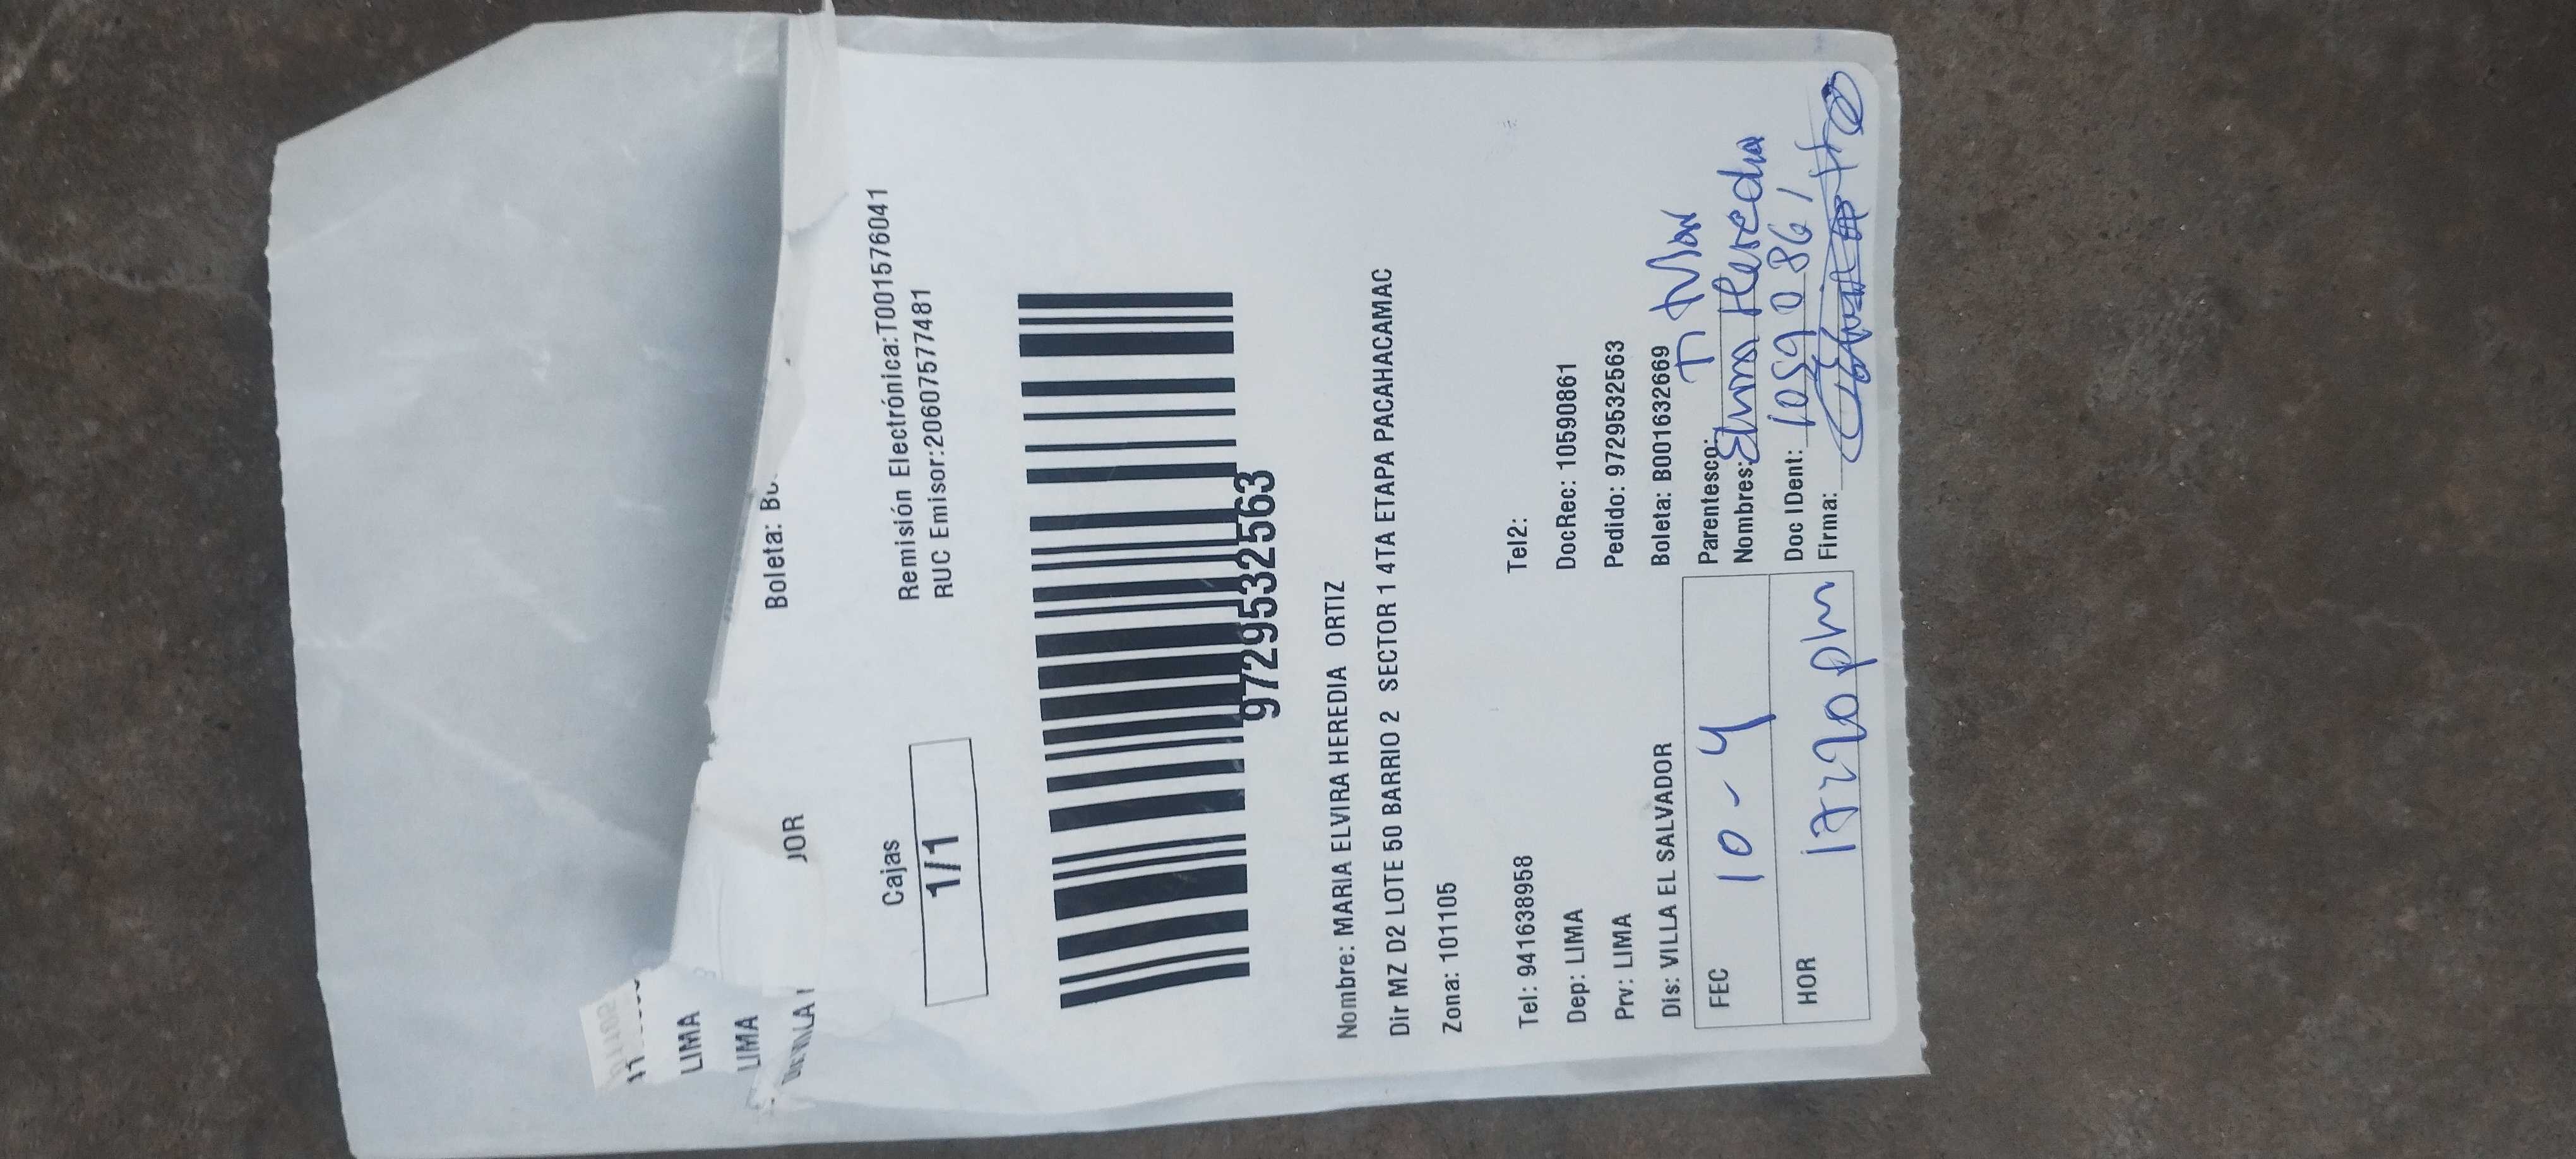 LIMA
LIMA
Boleta:
JOR
Remisión Electrónica:T001576041
RUC Emisor:20607577481
Cajas
1/1
9729532563
Nombre: MARIA ELVIRA HEREDIA ORTIZ
Dir MZ D2 LOTE 50 BARRIO 2 SECTOR 1 4TA ETAPA PACAHACAMAC
Zona: 101105
Tel: 941638958 Tel2:
Dep: LIMA DocRec: 10590861
Prv: LIMA Pedido: 9729532563
Dis: VILLA EL SALVADOR Boleta: B001632669
FEC 10-4
Parentesco: Titular
Nombres: Heredia
HOR
Doc IDent: 10590861
Firma: